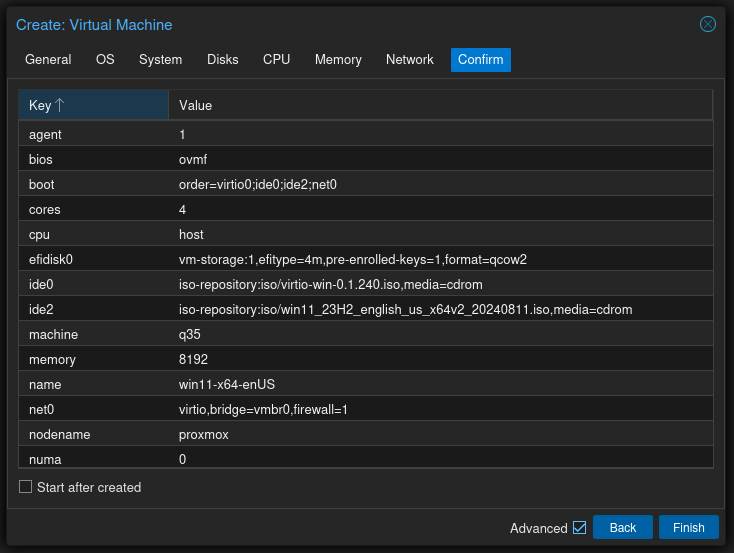 Create: Virtual Machine
General OS System Disks CPU Memory Network Confirm
Key Value
agent 1
bios ovmf
boot order=virtio0;ide0;ide2;net0
cores 4
cpu host
efidisk0 vm-storage:1,efitype=4m,pre-enrolled-keys=1,format=qcow2
ide0 iso-repository:iso/virtio-win-0.1.240.iso,media=cdrom
ide2 iso-repository:iso/win11_23H2_english_us_x64v2_20240811.iso,media=cdrom
machine q35
memory 8192
name win11-x64-enUS
net0 virtio,bridge=vmbr0,firewall=1
nodename proxmox
numa 0
Start after created
Advanced Back Finish